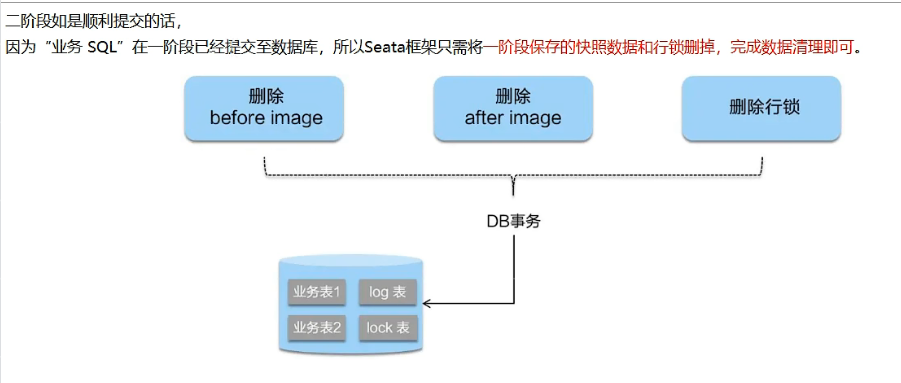 二阶段如是顺利提交的话，
因为“业务 SQL”在一阶段已经提交至数据库，所以Seata框架只需将一阶段保存的快照数据和行锁删掉，完成数据清理即可。
删除
before image
删除
after image
删除行锁
DB事务
业务表1
log 表
业务表2
lock 表